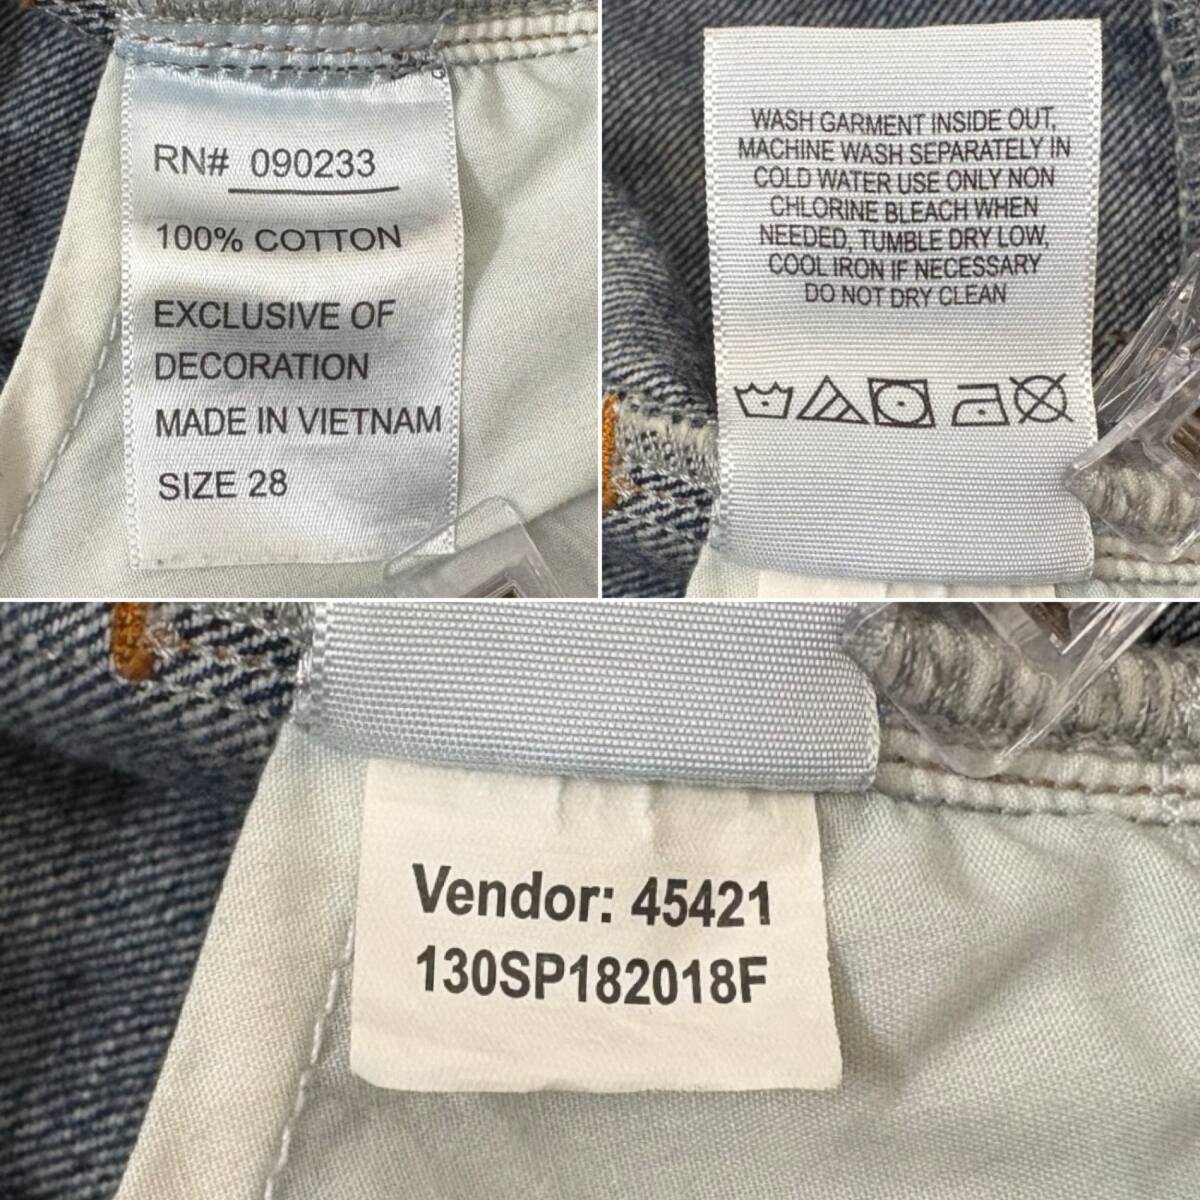 RN# 090233
100% COTTON
EXCLUSIVE OF
DECORATION
MADE IN VIETNAM
SIZE 28
WASH GARMENT INSIDE OUT,
MACHINE WASH SEPARATELY IN
COLD WATER USE ONLY NON
CHLORINE BLEACH WHEN
NEEDED, TUMBLE DRY LOW,
COOL IRON IF NECESSARY
DO NOT DRY CLEAN
Vendor: 45421
130SP182018F